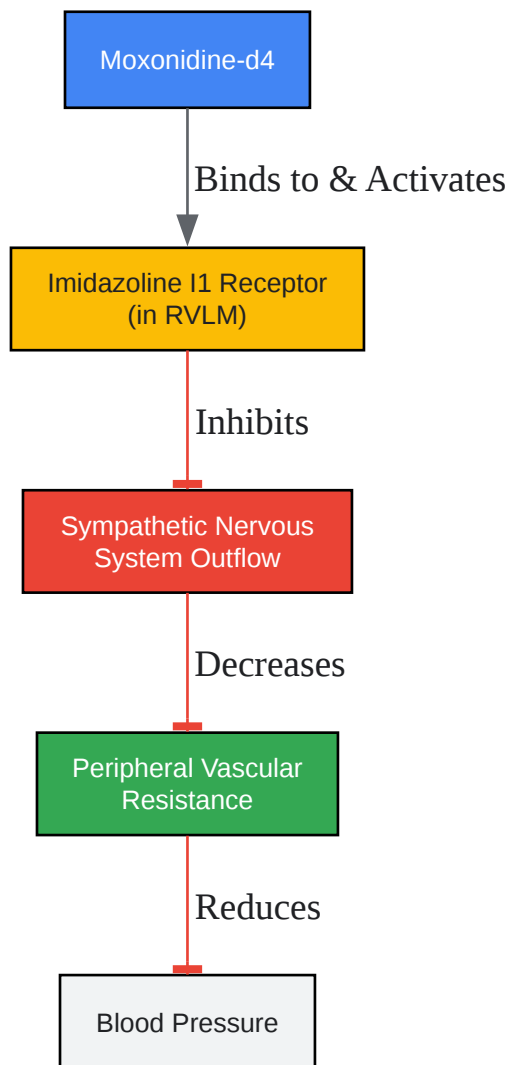 Moxonidine-d4
Binds to & Activates
Imidazoline I1 Receptor
(in RVLM)
Inhibits
Sympathetic Nervous
System Outflow
Decreases
Peripheral Vascular
Resistance
Reduces
Blood Pressure